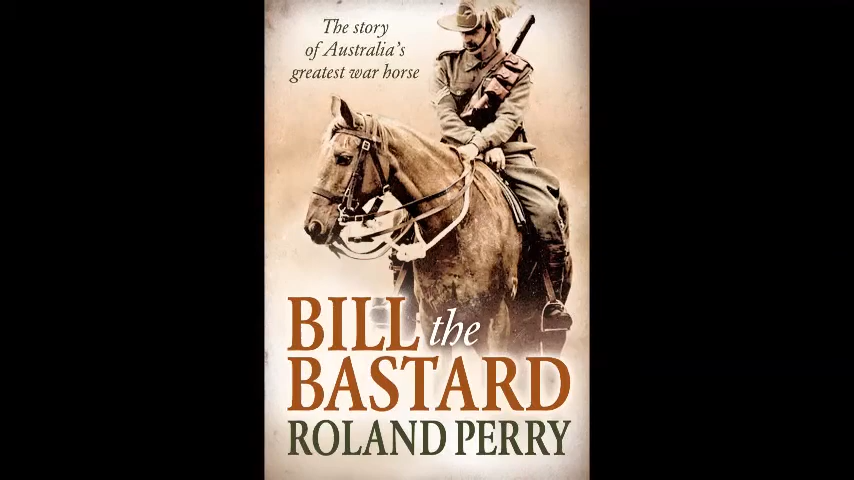 The story
of Australia's
greatest war horse
BILL the
BASTARD
ROLAND PERRY